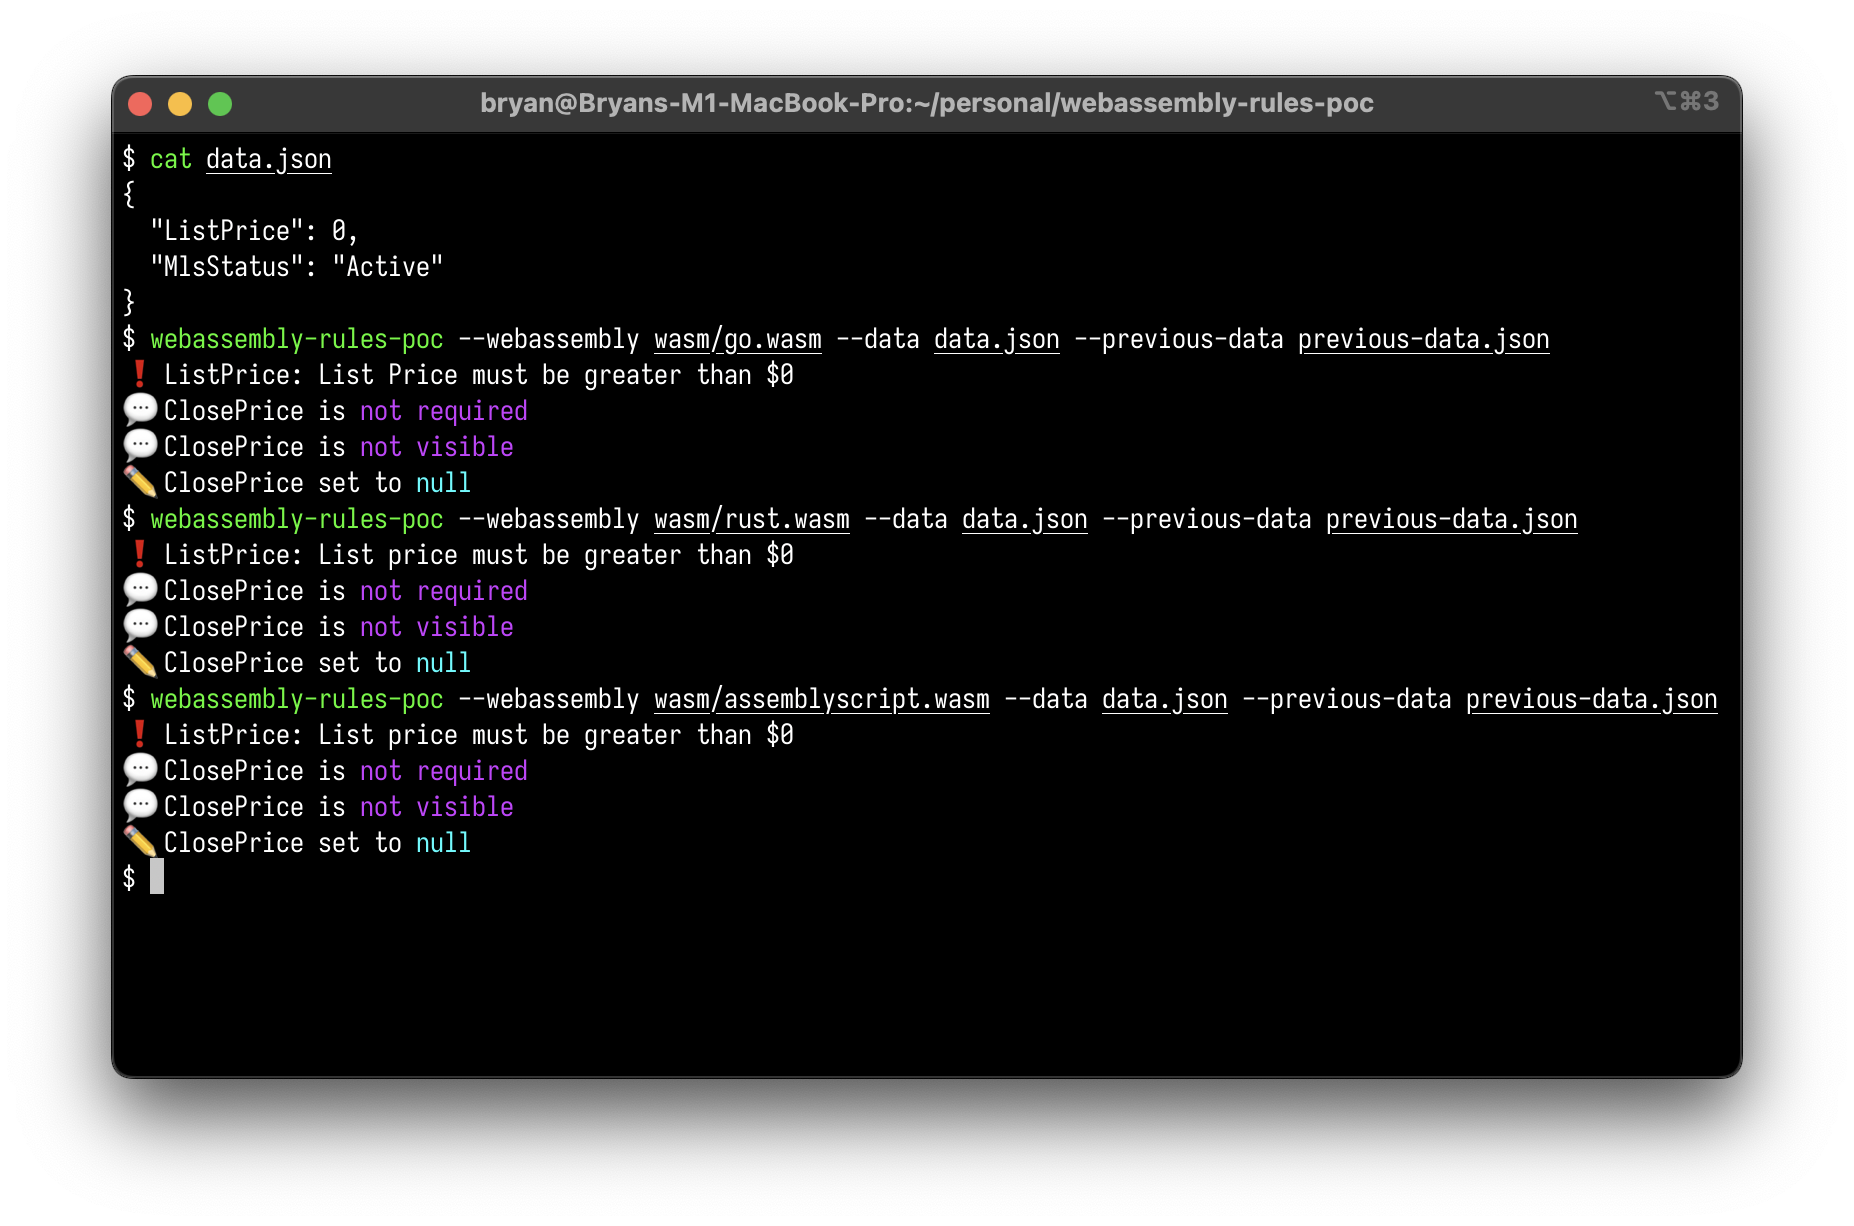 bryan@Bryans-M1-MacBook-Pro:~/personal/webassembly-rules-poc ⌥⌘3
$ cat data.json
{
  "ListPrice": 0,
  "MlsStatus": "Active"
}
$ webassembly-rules-poc --webassembly wasm/go.wasm --data data.json --previous-data previous-data.json
❗ ListPrice: List Price must be greater than $0
💬 ClosePrice is not required
💬 ClosePrice is not visible
✏️ ClosePrice set to null
$ webassembly-rules-poc --webassembly wasm/rust.wasm --data data.json --previous-data previous-data.json
❗ ListPrice: List price must be greater than $0
💬 ClosePrice is not required
💬 ClosePrice is not visible
✏️ ClosePrice set to null
$ webassembly-rules-poc --webassembly wasm/assemblyscript.wasm --data data.json --previous-data previous-data.json
❗ ListPrice: List price must be greater than $0
💬 ClosePrice is not required
💬 ClosePrice is not visible
✏️ ClosePrice set to null
$